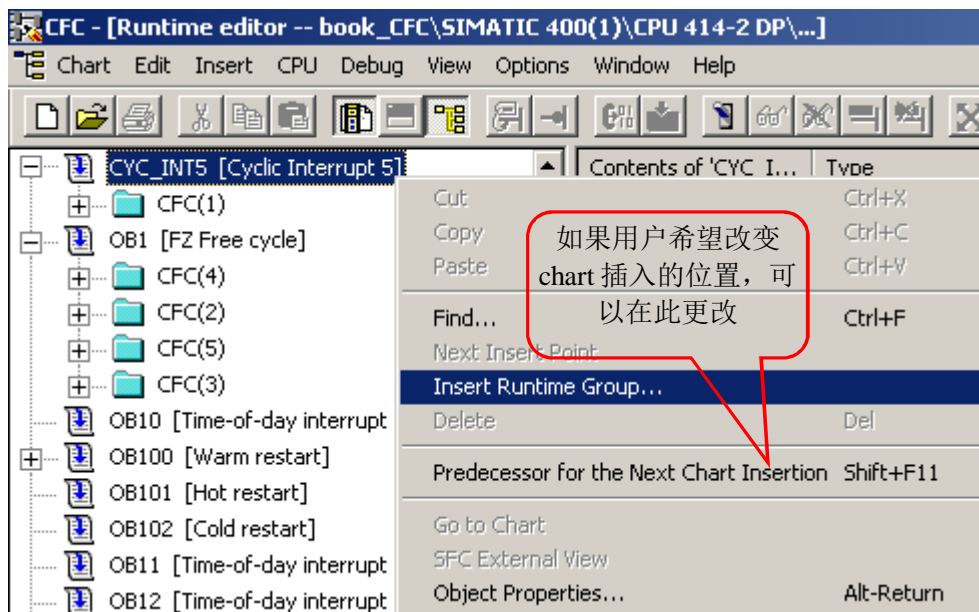 CFC - [Runtime editor -- book_CFC\SIMATIC 400(1)\CPU 414-2 DP\...]
Chart Edit Insert CPU Debug View Options Window Help
CYC_INT5 [Cyclic Interrupt 5]
Contents of 'CYC_I... Type
CFC(1)
OB1 [FZ Free cycle]
CFC(4)
CFC(2)
CFC(5)
CFC(3)
OB10 [Time-of-day interrupt
OB100 [Warm restart]
OB101 [Hot restart]
OB102 [Cold restart]
OB11 [Time-of-day interrupt
OB12 [Time-of-day interrupt
Cut Ctrl+X
Copy Ctrl+C
Paste Ctrl+V
Find... Ctrl+F
Next Insert Point
Insert Runtime Group...
Delete Del
Predecessor for the Next Chart Insertion Shift+F11
Go to Chart
SFC External View
Object Properties... Alt-Return
如果用户希望改变
chart 插入的位置，可
以在此更改